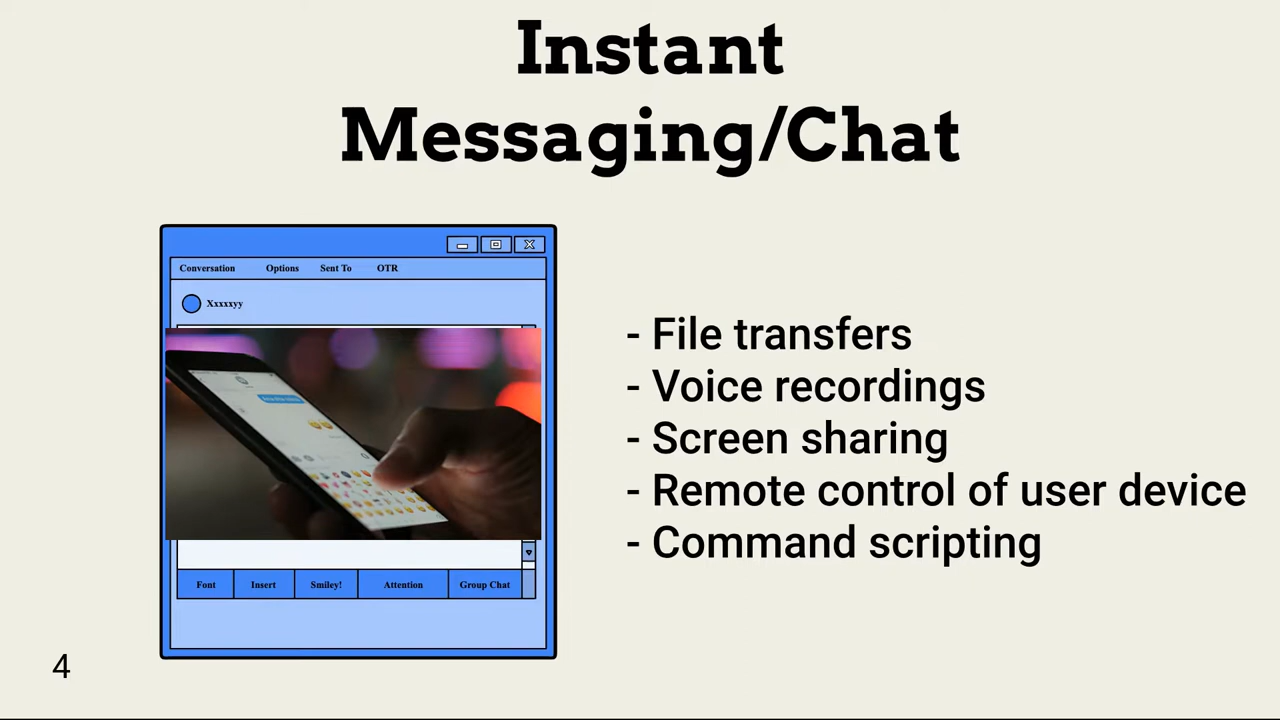 Instant
Messaging/Chat
Conversation Options Sent To OTR
Xxxxxyy
- File transfers
- Voice recordings
- Screen sharing
- Remote control of user device
- Command scripting
Font Insert Smiley! Attention Group Chat
4